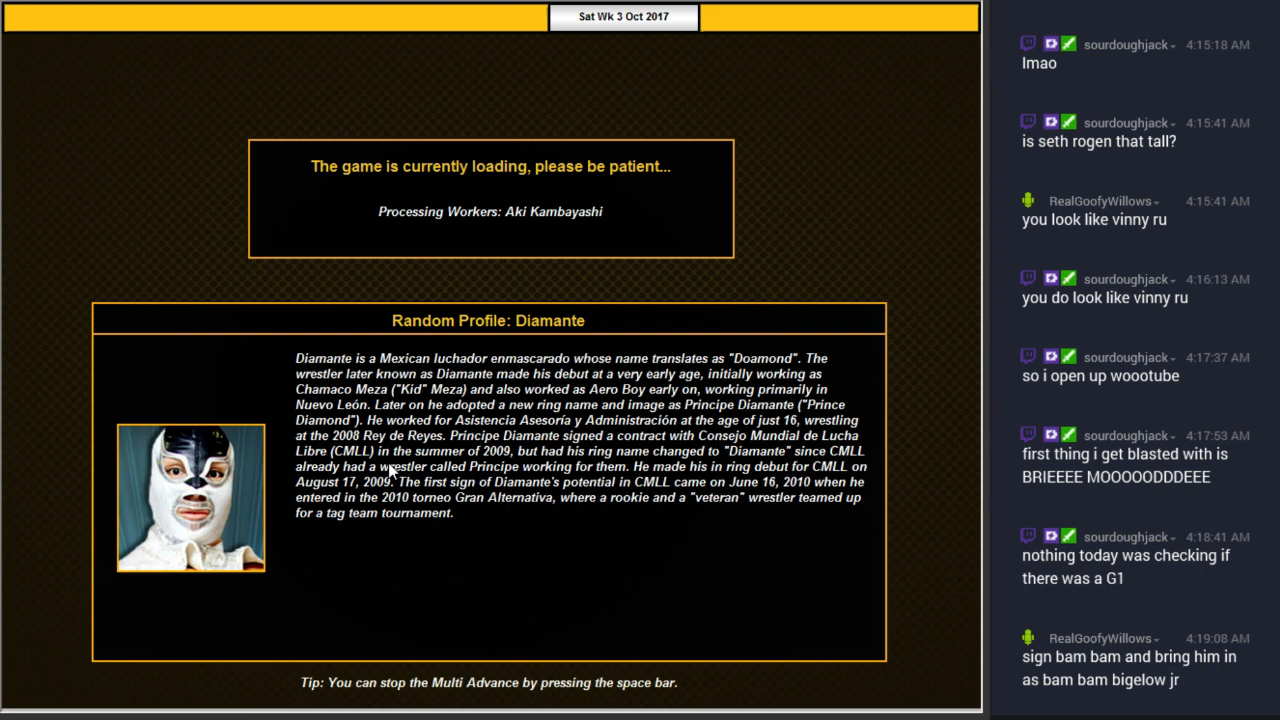 Sat Wk 3 Oct 2017
The game is currently loading, please be patient...
Processing Workers: Aki Kambayashi
Random Profile: Diamante
Diamante is a Mexican luchador enmascarado whose name translates as "Doamond". The
wrestler later known as Diamante made his debut at a very early age, initially working as
Chamaco Meza ("Kid" Meza) and also worked as Aero Boy early on, working primarily in
Nuevo León. Later on he adopted a new ring name and image as Principe Diamante ("Prince
Diamond"). He worked for Asistencia Asesoría y Administración at the age of just 16, wrestling
at the 2008 Rey de Reyes. Principe Diamante signed a contract with Consejo Mundial de Lucha
Libre (CMLL) in the summer of 2009, but had his ring name changed to "Diamante" since CMLL
already had a wrestler called Principe working for them. He made his in ring debut for CMLL on
August 17, 2009. The first sign of Diamante's potential in CMLL came on June 16, 2010 when he
entered in the 2010 torneo Gran Alternativa, where a rookie and a "veteran" wrestler teamed up
for a tag team tournament.
Tip: You can stop the Multi Advance by pressing the space bar.
sourdoughjack 4:15:18 AM
lmao
sourdoughjack 4:15:41 AM
is seth rogen that tall?
RealGoofyWillows 4:15:41 AM
you look like vinny ru
sourdoughjack 4:16:13 AM
you do look like vinny ru
sourdoughjack 4:17:37 AM
so i open up woootube
sourdoughjack 4:17:53 AM
first thing i get blasted with is
BRIEEEE MOOOOODDDEEE
sourdoughjack 4:18:41 AM
nothing today was checking if
there was a G1
RealGoofyWillows 4:19:08 AM
sign bam bam and bring him in
as bam bam bigelow jr